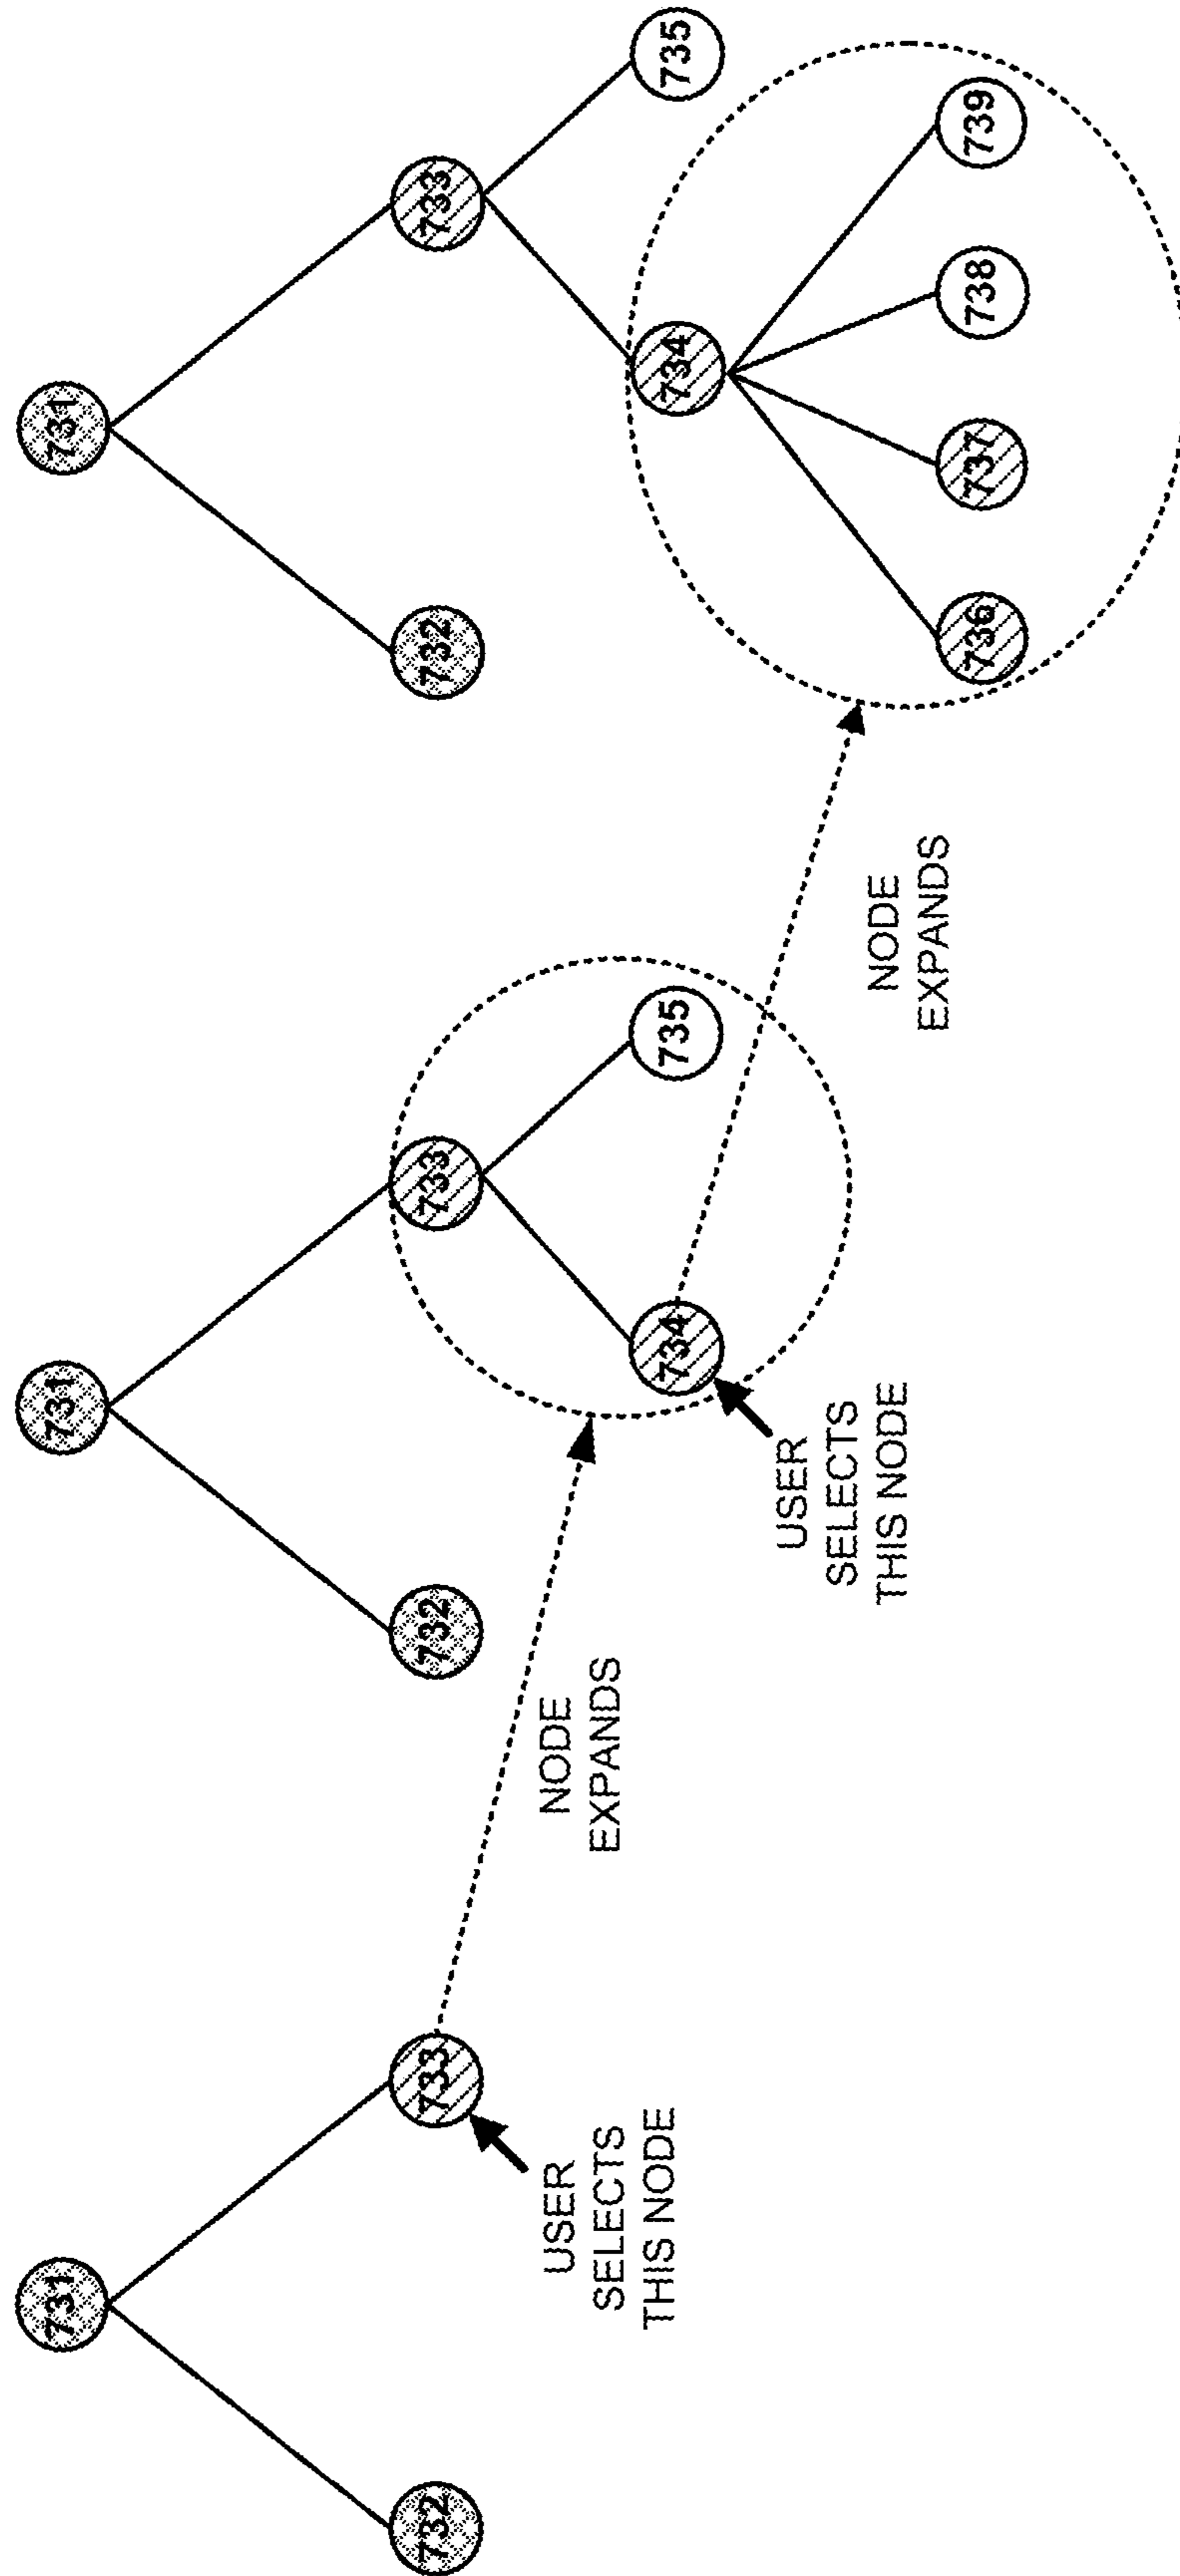 731
732
733
USER
SELECTS
THIS NODE
NODE
EXPANDS
731
732
733
734
735
USER
SELECTS
THIS NODE
NODE
EXPANDS
731
732
733
734
735
736
737
738
739